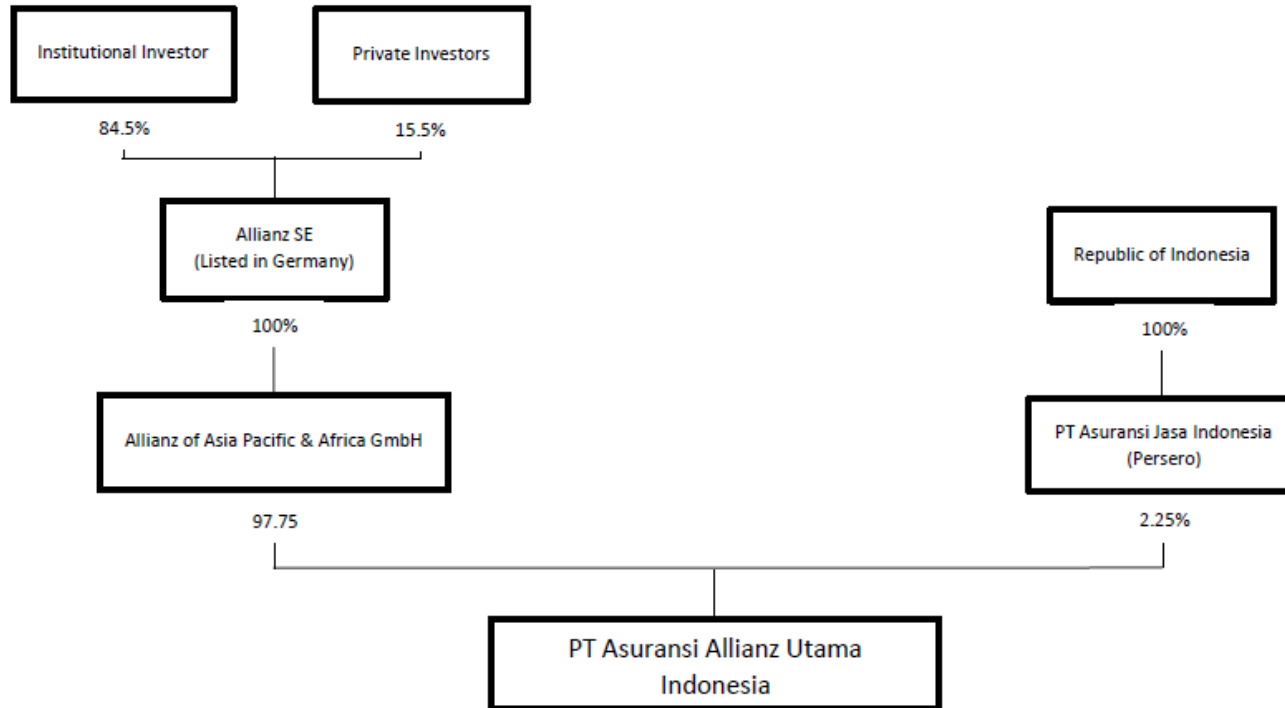 Institutional Investor
Private Investors
84.5%
15.5%
Allianz SE
(Listed in Germany)
Republic of Indonesia
100%
100%
Allianz of Asia Pacific & Africa GmbH
PT Asuransi Jasa Indonesia
(Persero)
97.75
2.25%
PT Asuransi Allianz Utama
Indonesia